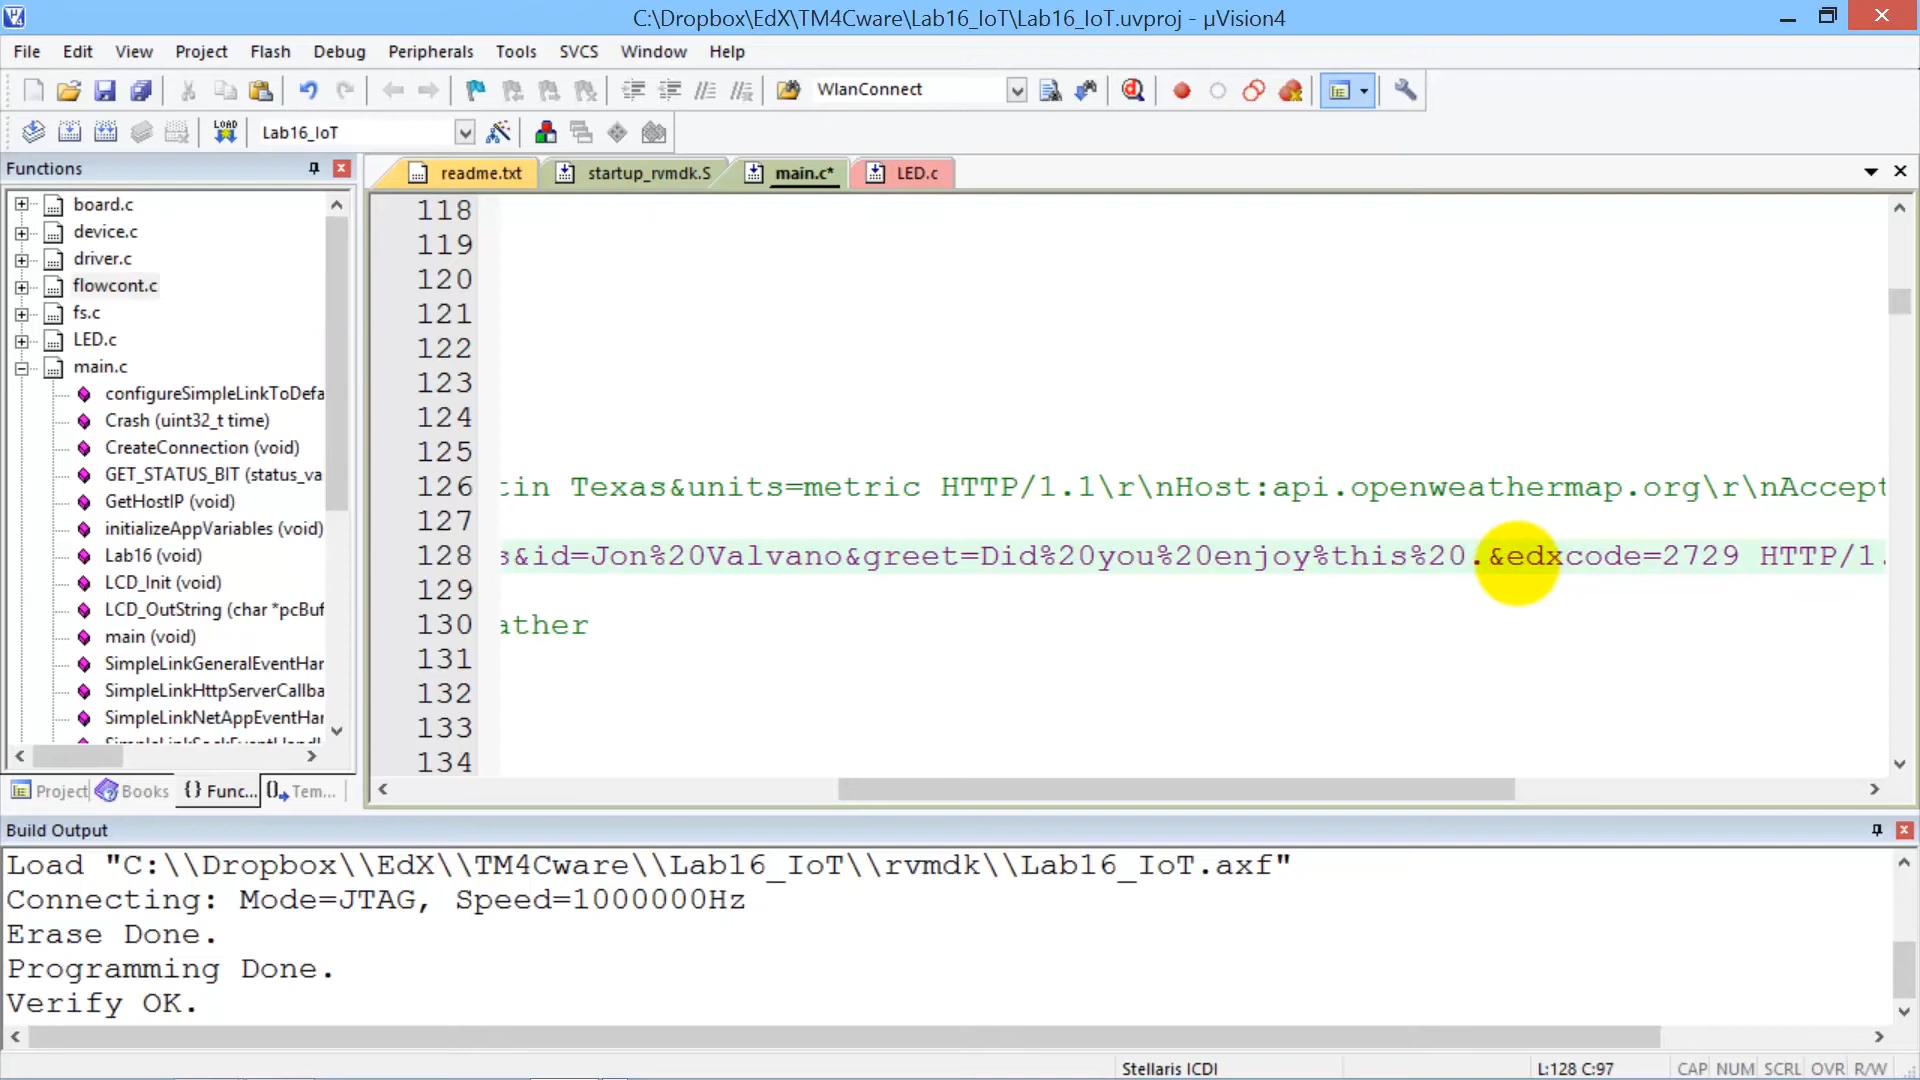 C:\Dropbox\EdX\TM4Cware\Lab16_IoT\Lab16_IoT.uvproj - µVision4
File Edit View Project Flash Debug Peripherals Tools SVCS Window Help
WlanConnect
LOAD Lab16_IoT
Functions
readme.txt startup_rvmdk.S main.c* LED.c
board.c
device.c
driver.c
flowcont.c
fs.c
LED.c
main.c
configureSimpleLinkToDefa
Crash (uint32_t time)
CreateConnection (void)
GET_STATUS_BIT (status_va
GetHostIP (void)
initializeAppVariables (void)
Lab16 (void)
LCD_Init (void)
LCD_OutString (char *pcBuf
main (void)
SimpleLinkGeneralEventHar
SimpleLinkHttpServerCallba
SimpleLinkNetAppEventHar
Project Books {} Func... Tem...
118
119
120
121
122
123
124
125
126 tin Texas&units=metric HTTP/1.1\r\nHost:api.openweathermap.org\r\nAccept
127
128 s&id=Jon%20Valvano&greet=Did%20you%20enjoy%this%20.&edxcode=2729 HTTP/1.
129
130 ather
131
132
133
134
Build Output
Load "C:\\Dropbox\\EdX\\TM4Cware\\Lab16_IoT\\rvmdk\\Lab16_IoT.axf"
Connecting: Mode=JTAG, Speed=1000000Hz
Erase Done.
Programming Done.
Verify OK.
Stellaris ICDI L:128 C:97 CAP NUM SCRL OVR R/W